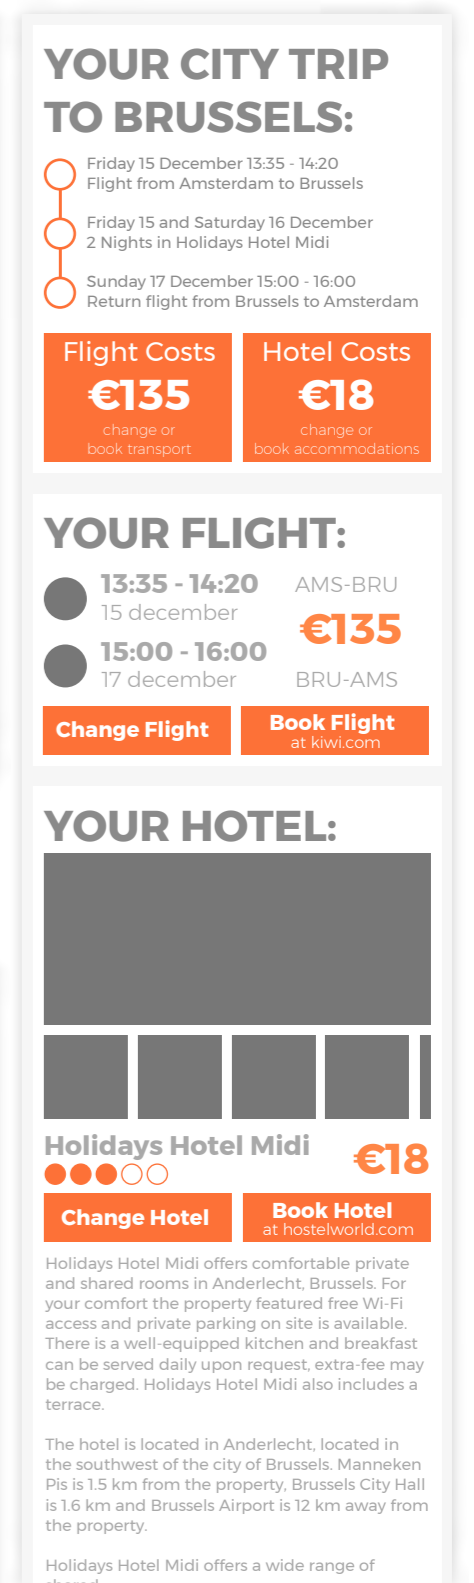 YOUR CITY TRIP
TO BRUSSELS:
Friday 15 December 13:35 - 14:20
Flight from Amsterdam to Brussels
Friday 15 and Saturday 16 December
2 Nights in Holidays Hotel Midi
Sunday 17 December 15:00 - 16:00
Return flight from Brussels to Amsterdam
Flight Costs
€135
change or
book transport
Hotel Costs
€18
change or
book accommodations
YOUR FLIGHT:
13:35 - 14:20
15 december
15:00 - 16:00
17 december
AMS-BRU
€135
BRU-AMS
Change Flight
Book Flight
at kiwi.com
YOUR HOTEL:
Holidays Hotel Midi
€18
Change Hotel
Book Hotel
at hostelworld.com
Holidays Hotel Midi offers comfortable private
and shared rooms in Anderlecht, Brussels. For
your comfort the property featured free Wi-Fi
access and private parking on site is available.
There is a well-equipped kitchen and breakfast
can be served daily upon request, extra-fee may
be charged. Holidays Hotel Midi also includes a
terrace.
The hotel is located in Anderlecht, located in
the southwest of the city of Brussels. Manneken
Pis is 1.5 km from the property, Brussels City Hall
is 1.6 km and Brussels Airport is 12 km away from
the property.
Holidays Hotel Midi offers a wide range of